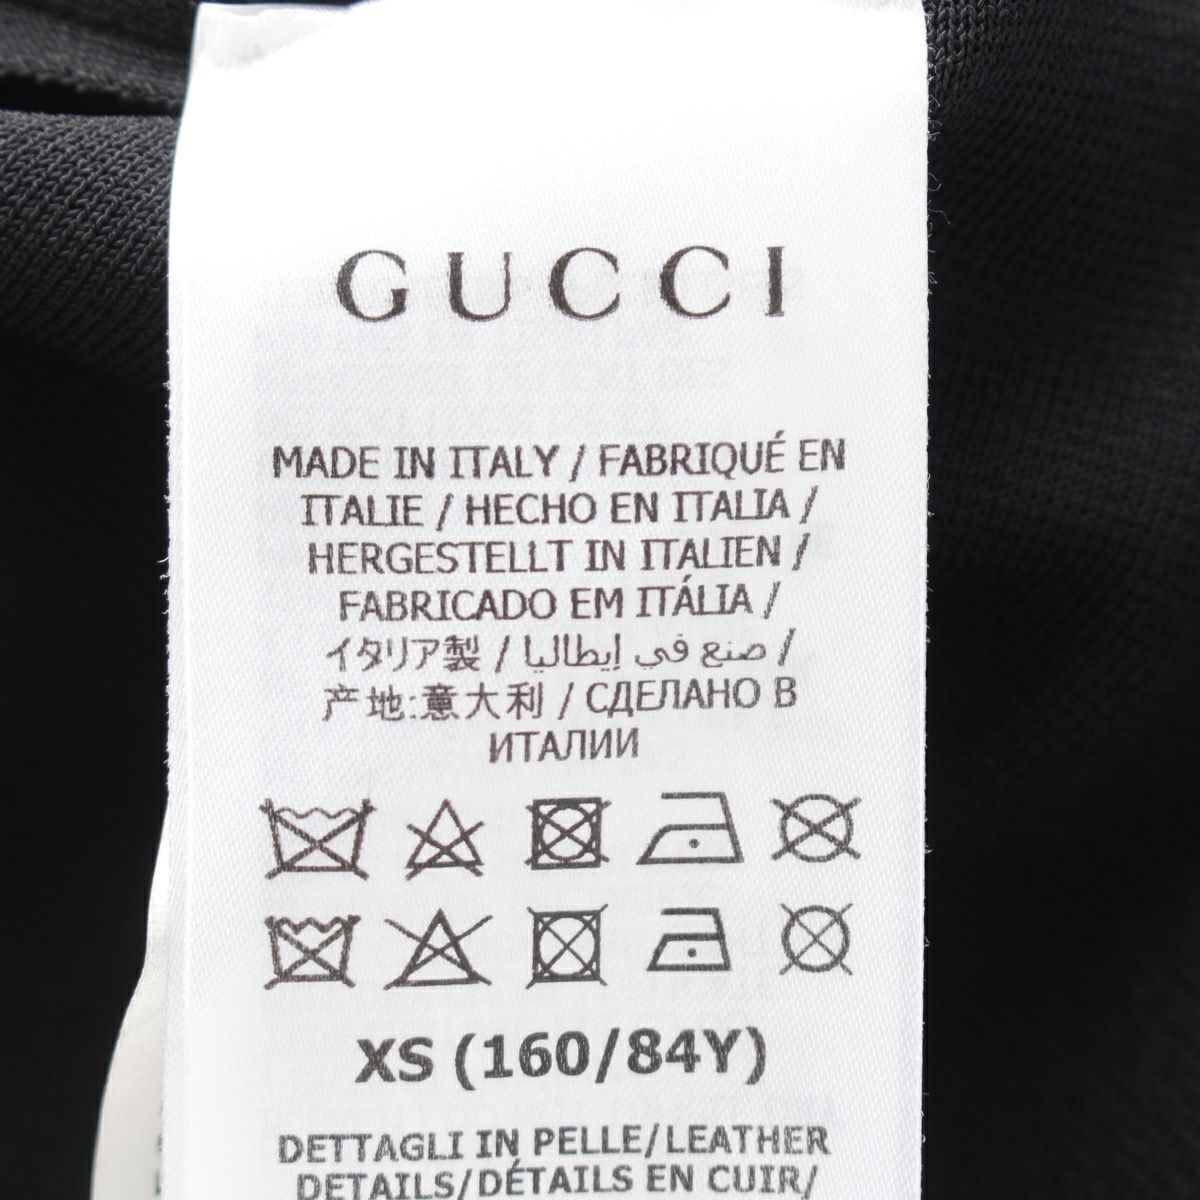 GUCCI
MADE IN ITALY / FABRIQUÉ EN
ITALIE / HECHO EN ITALIA /
HERGESTELLT IN ITALIEN /
FABRICADO EM ITÁLIA /
イタリア製 / صنع في إيطاليا /
产地:意大利 / СДЕЛАНО В
ИТАЛИИ
XS (160/84Y)
DETTAGLI IN PELLE/LEATHER
DETAILS/DÉTAILS EN CUIR/